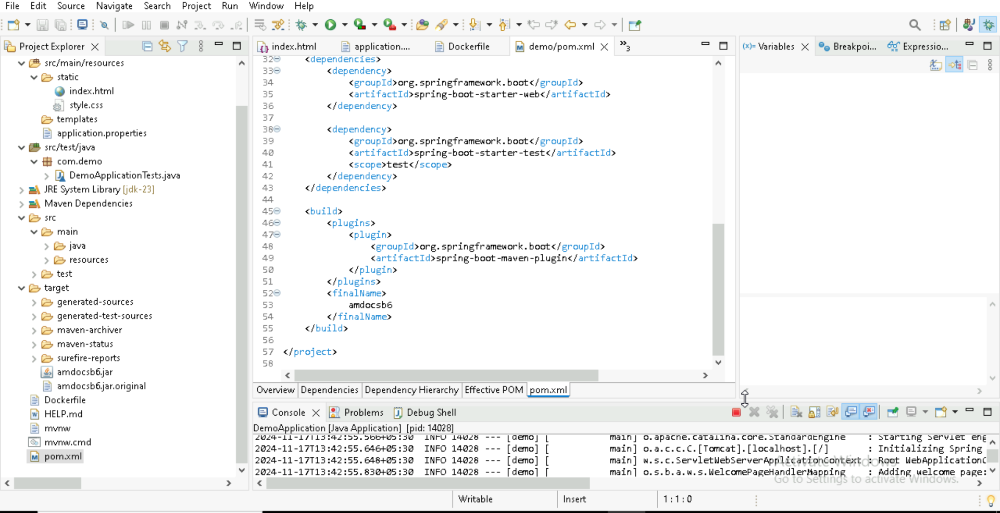 File Edit Source Navigate Search Project Run Window Help
Project Explorer
src/main/resources
static
index.html
style.css
templates
application.properties
src/test/java
com.demo
DemoApplicationTests.java
JRE System Library [jdk-23]
Maven Dependencies
src
main
java
resources
test
target
generated-sources
generated-test-sources
maven-archiver
maven-status
surefire-reports
amdocsb6.jar
amdocsb6.jar.original
Dockerfile
HELP.md
mvnw
mvnw.cmd
pom.xml
index.html application.... Dockerfile demo/pom.xml »3
32 <dependencies>
33 <dependency>
34 <groupId>org.springframework.boot</groupId>
35 <artifactId>spring-boot-starter-web</artifactId>
36 </dependency>
37
38 <dependency>
39 <groupId>org.springframework.boot</groupId>
40 <artifactId>spring-boot-starter-test</artifactId>
41 <scope>test</scope>
42 </dependency>
43 </dependencies>
44
45 <build>
46 <plugins>
47 <plugin>
48 <groupId>org.springframework.boot</groupId>
49 <artifactId>spring-boot-maven-plugin</artifactId>
50 </plugin>
51 </plugins>
52 <finalName>
53 amdocsb6
54 </finalName>
55 </build>
56
57 </project>
58
Overview Dependencies Dependency Hierarchy Effective POM pom.xml
(x)= Variables Breakpoi... Expressio...
Console Problems Debug Shell
DemoApplication [Java Application] [pid: 14028]
2024-11-17T13:42:55.566+05:30 INFO 14028 --- [demo] [ main] o.apache.catalina.core.StandardEngine : Starting Servlet eng
2024-11-17T13:42:55.646+05:30 INFO 14028 --- [demo] [ main] o.a.c.c.C.[Tomcat].[localhost].[/] : Initializing Spring
2024-11-17T13:42:55.648+05:30 INFO 14028 --- [demo] [ main] w.s.c.ServletWebServerApplicationContext : Root WebApplicationC
2024-11-17T13:42:55.830+05:30 INFO 14028 --- [demo] [ main] o.s.b.a.w.s.WelcomePageHandlerMapping : Adding welcome page:
Activate Windows
Go to Settings to activate Windows.
Writable Insert 1:1:0